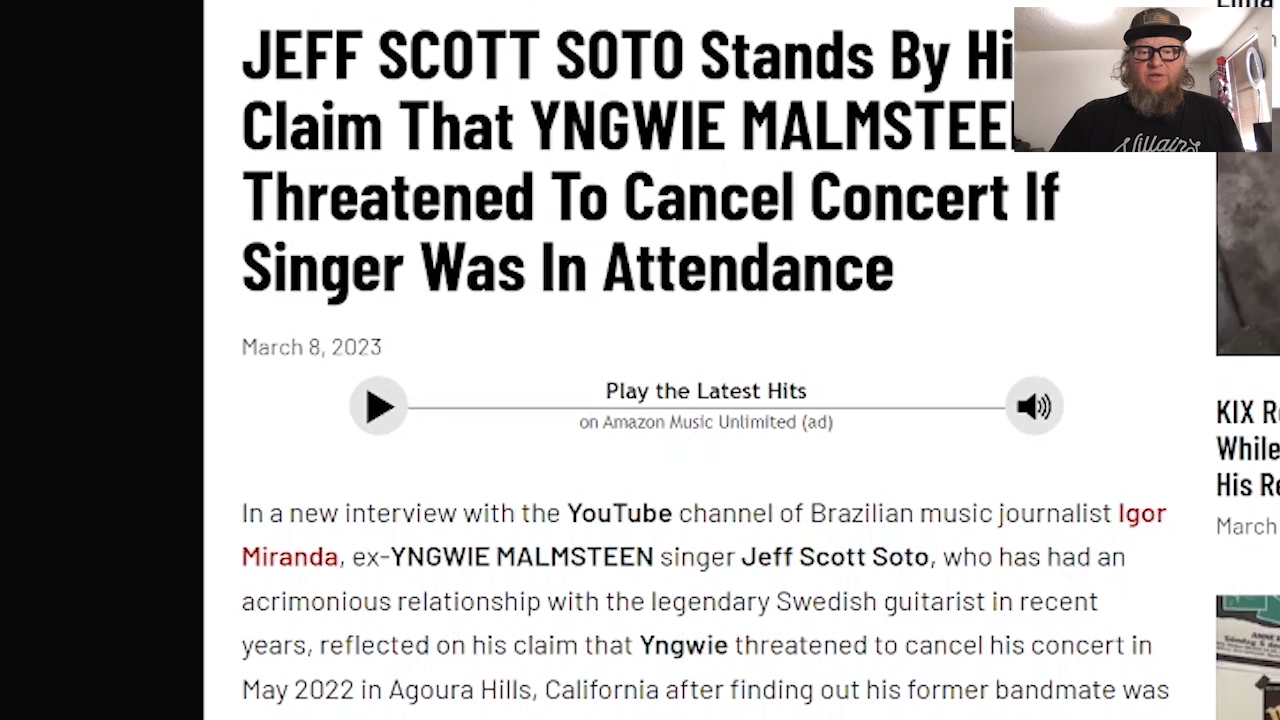 JEFF SCOTT SOTO Stands By Hi
Claim That YNGWIE MALMSTEE
Threatened To Cancel Concert If
Singer Was In Attendance
March 8, 2023
Play the Latest Hits
on Amazon Music Unlimited (ad)
In a new interview with the YouTube channel of Brazilian music journalist Igor
Miranda, ex-YNGWIE MALMSTEEN singer Jeff Scott Soto, who has had an
acrimonious relationship with the legendary Swedish guitarist in recent
years, reflected on his claim that Yngwie threatened to cancel his concert in
May 2022 in Agoura Hills, California after finding out his former bandmate was
Villains
KIX R
While
His Re
March